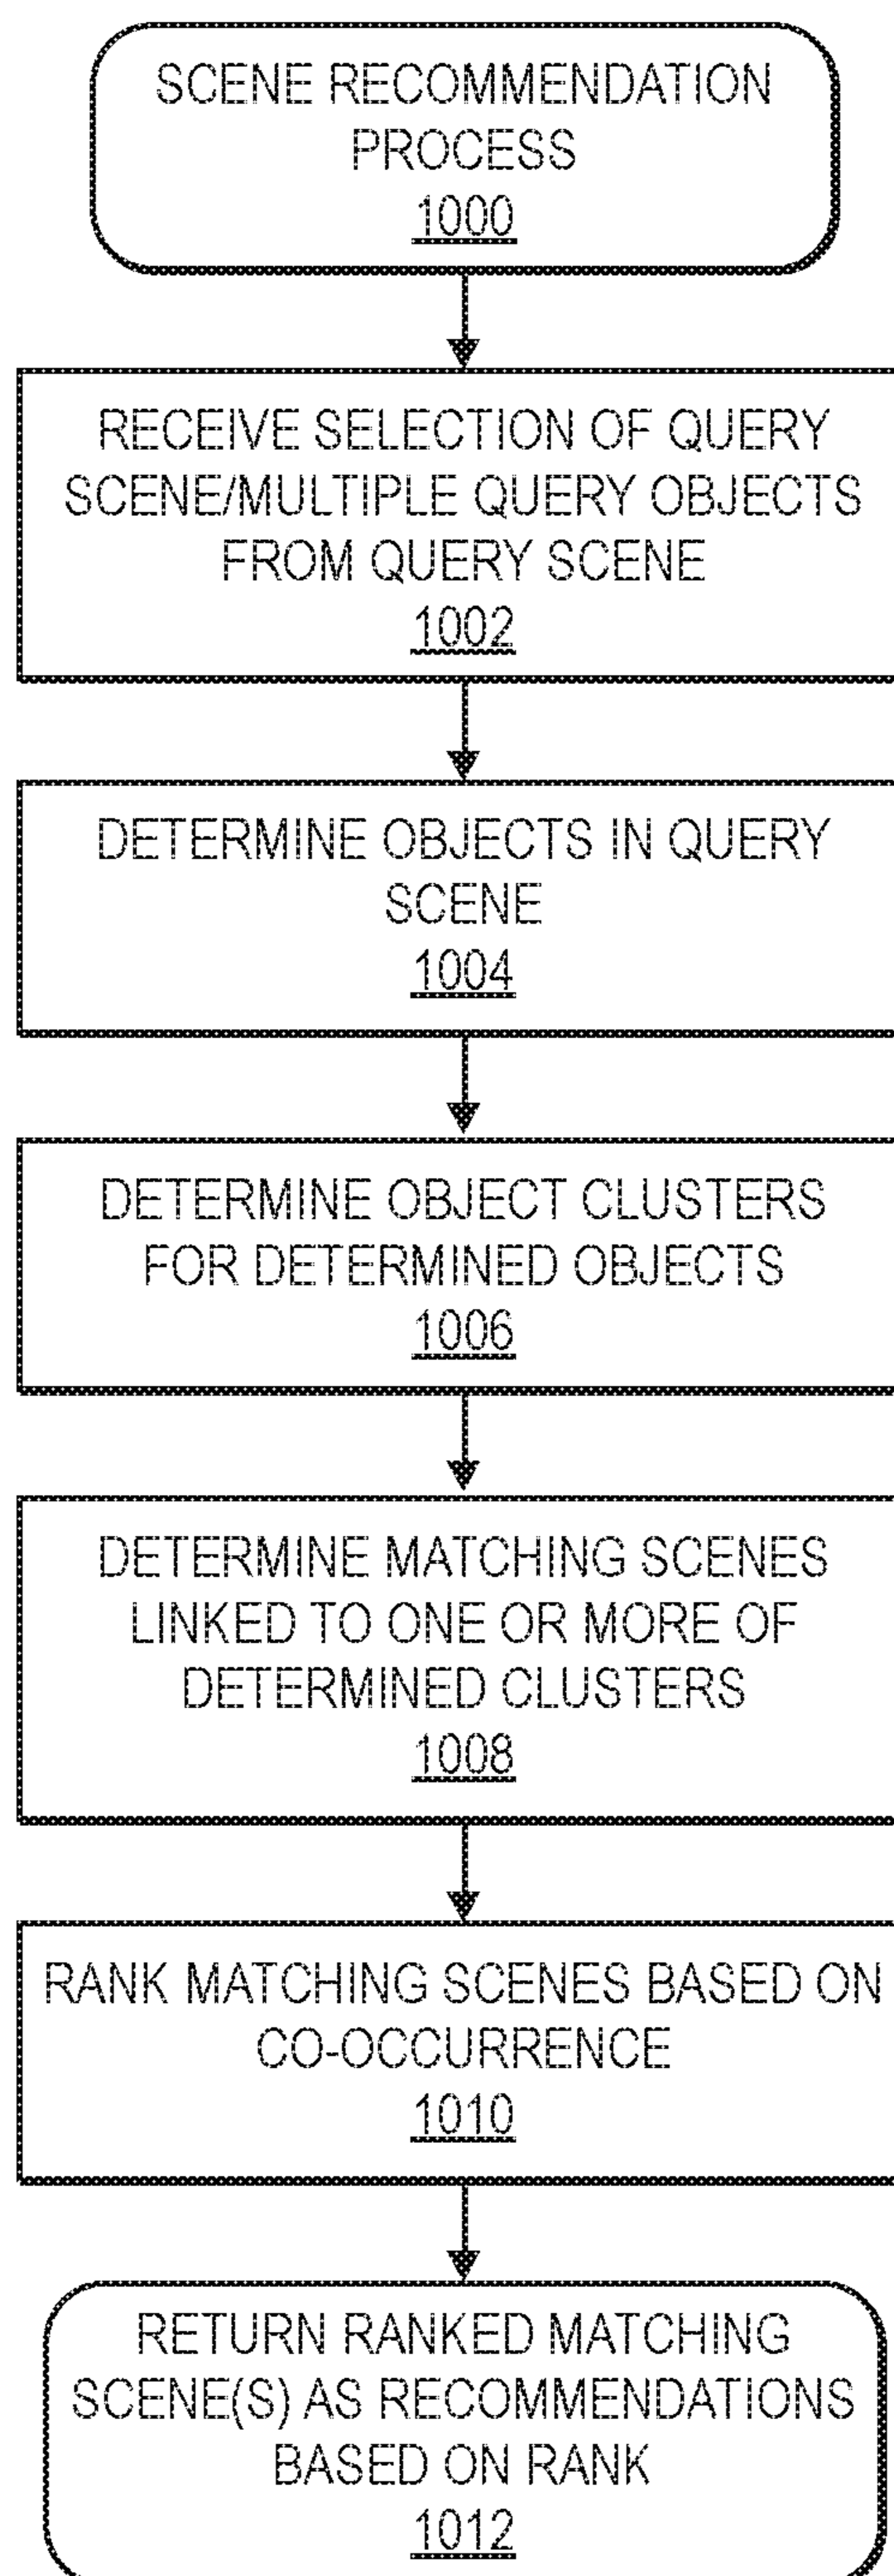 SCENE RECOMMENDATION
PROCESS
1000
RECEIVE SELECTION OF QUERY
SCENE/MULTIPLE QUERY OBJECTS
FROM QUERY SCENE
1002
DETERMINE OBJECTS IN QUERY
SCENE
1004
DETERMINE OBJECT CLUSTERS
FOR DETERMINED OBJECTS
1006
DETERMINE MATCHING SCENES
LINKED TO ONE OR MORE OF
DETERMINED CLUSTERS
1008
RANK MATCHING SCENES BASED ON
CO-OCCURRENCE
1010
RETURN RANKED MATCHING
SCENE(S) AS RECOMMENDATIONS
BASED ON RANK
1012